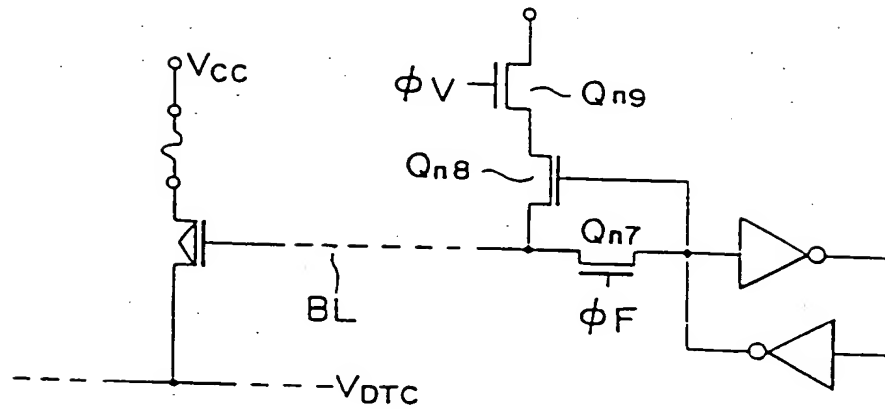 VCC
ϕV
Qn9
Qn8
Qn7
BL
ϕF
VDTC